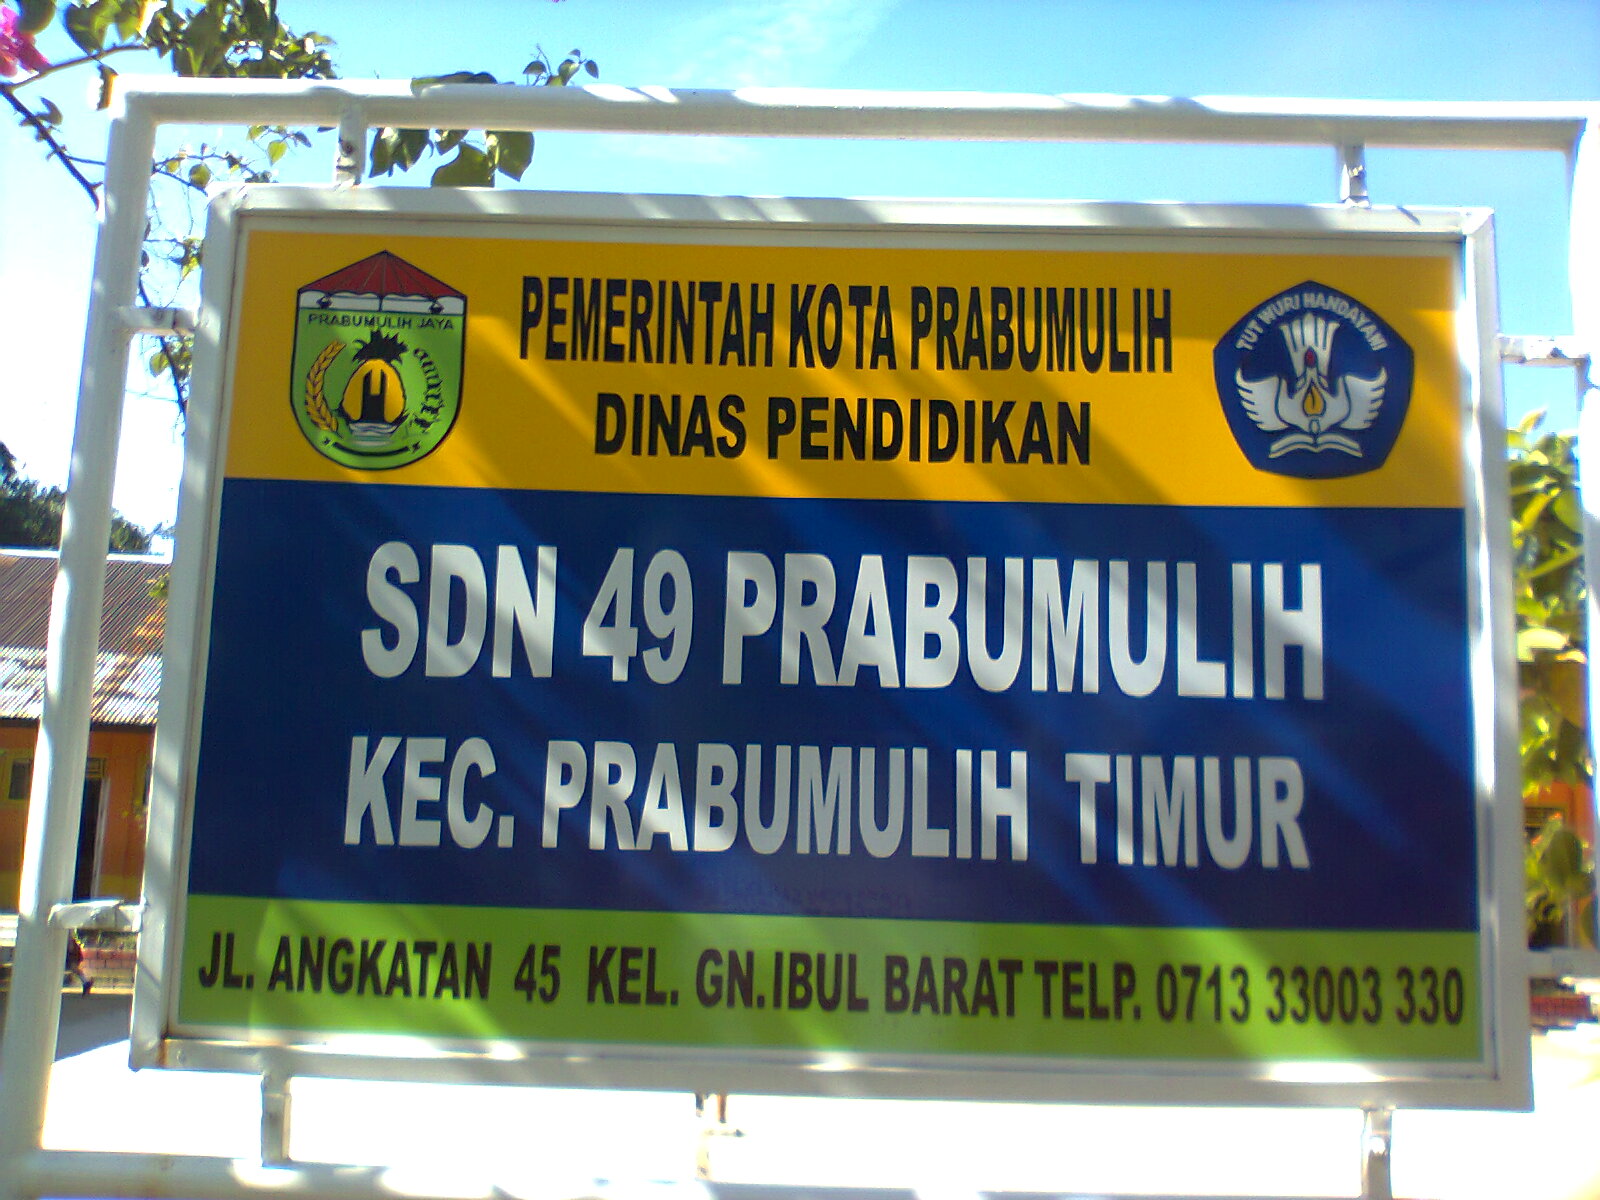 PRABUMULIH JAYA
PEMERINTAH KOTA PRABUMULIH
DINAS PENDIDIKAN
TUT WURI HANDAYANI
SDN 49 PRABUMULIH
KEC. PRABUMULIH TIMUR
JL. ANGKATAN 45 KEL. GN.IBUL BARAT TELP. 0713 33003 330